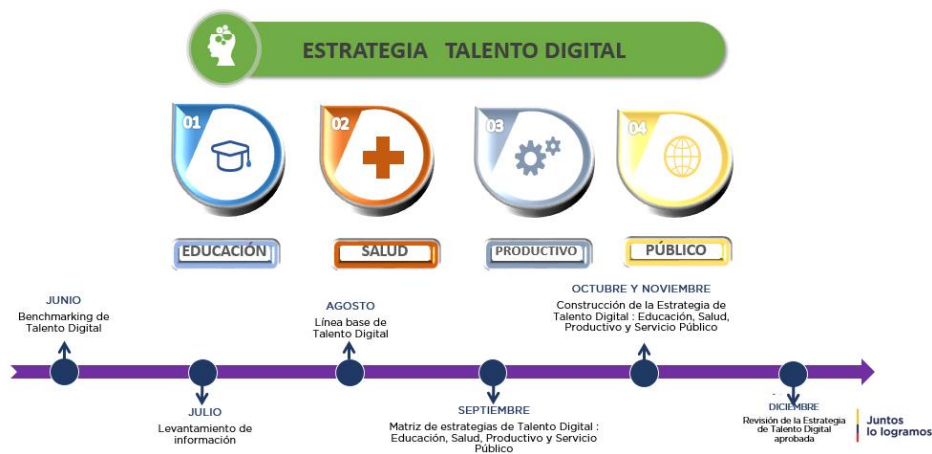 ESTRATEGIA TALENTO DIGITAL
01
02
03
04
EDUCACIÓN
SALUD
PRODUCTIVO
PÚBLICO
JUNIO
Benchmarking de
Talento Digital
JULIO
Levantamiento de
información
AGOSTO
Línea base de
Talento Digital
SEPTIEMBRE
Matriz de estrategias de Talento Digital :
Educación, Salud, Productivo y Servicio
Público
OCTUBRE Y NOVIEMBRE
Construcción de la Estrategia de
Talento Digital : Educación, Salud,
Productivo y Servicio Público
DICIEMBRE
Revisión de la Estrategia
de Talento Digital
aprobada
Juntos
lo logramos